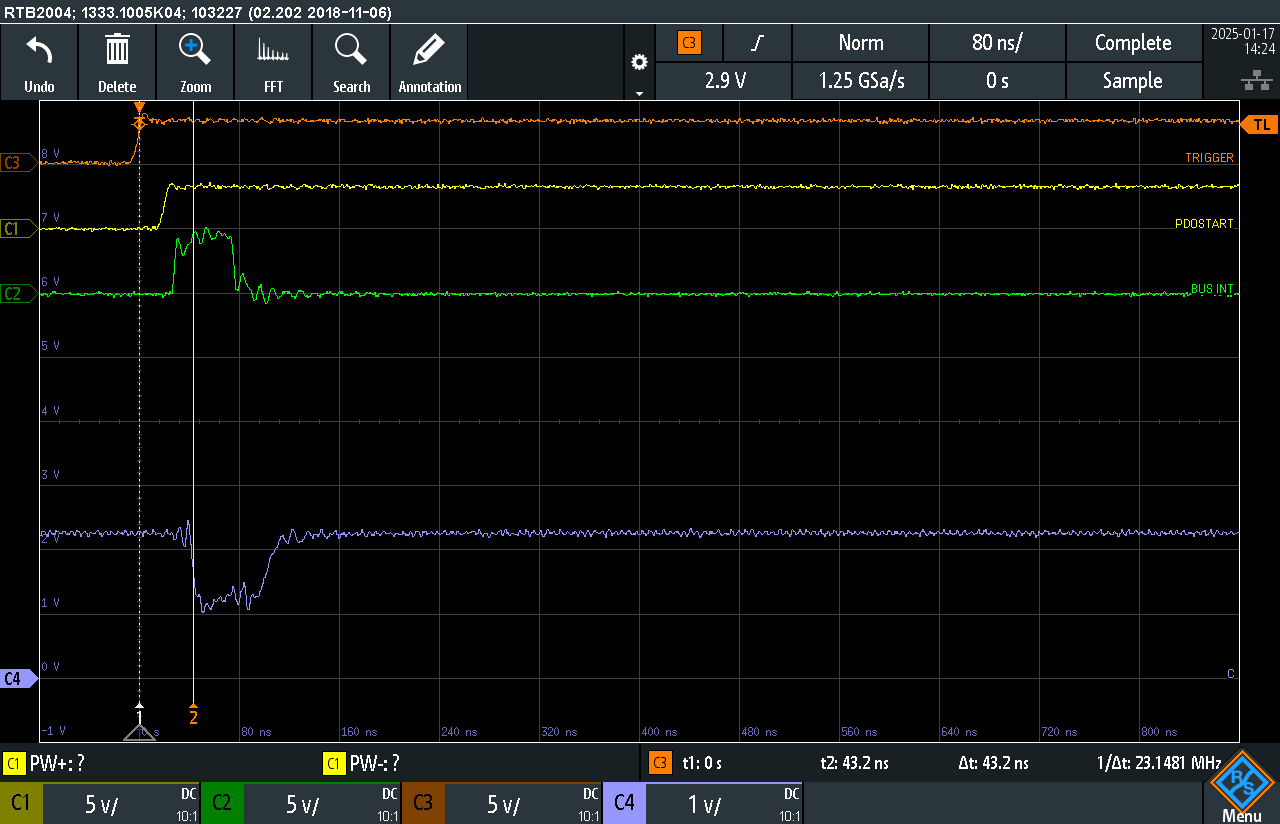 RTB2004; 1333.1005K04; 103227 (02.202 2018-11-06)
Undo
Delete
Zoom
FFT
Search
Annotation
C3
Norm
80 ns/
Complete
2.9 V
1.25 GSa/s
0 s
Sample
2025-01-17
14:24
TL
C3
8 V
TRIGGER
7 V
C1
PDOSTART
6 V
C2
BUS INT
5 V
4 V
3 V
2 V
1 V
0 V
C4
C
-1 V
1
2
0 s
80 ns
160 ns
240 ns
320 ns
400 ns
480 ns
560 ns
640 ns
720 ns
800 ns
C1 PW+: ?
C1 PW-: ?
C3 t1: 0 s t2: 43.2 ns Δt: 43.2 ns 1/Δt: 23.1481 MHz
C1 5 V/ DC 10:1
C2 5 V/ DC 10:1
C3 5 V/ DC 10:1
C4 1 V/ DC 10:1
R&S
Menu